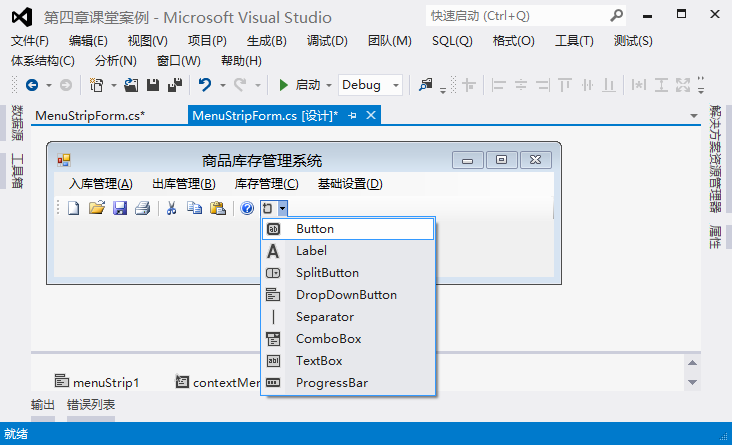 第四章课堂案例 - Microsoft Visual Studio
快速启动 (Ctrl+Q)
文件(F) 编辑(E) 视图(V) 项目(P) 生成(B) 调试(D) 团队(M) SQL(Q) 格式(O) 工具(T) 测试(S)
体系结构(C) 分析(N) 窗口(W) 帮助(H)
启动 Debug
数据源
工具箱
MenuStripForm.cs*
MenuStripForm.cs [设计]*
商品库存管理系统
入库管理(A) 出库管理(B) 库存管理(C) 基础设置(D)
Button
Label
SplitButton
DropDownButton
Separator
ComboBox
TextBox
ProgressBar
menuStrip1
contextMen
解决方案资源管理器
属性
输出 错误列表
就绪